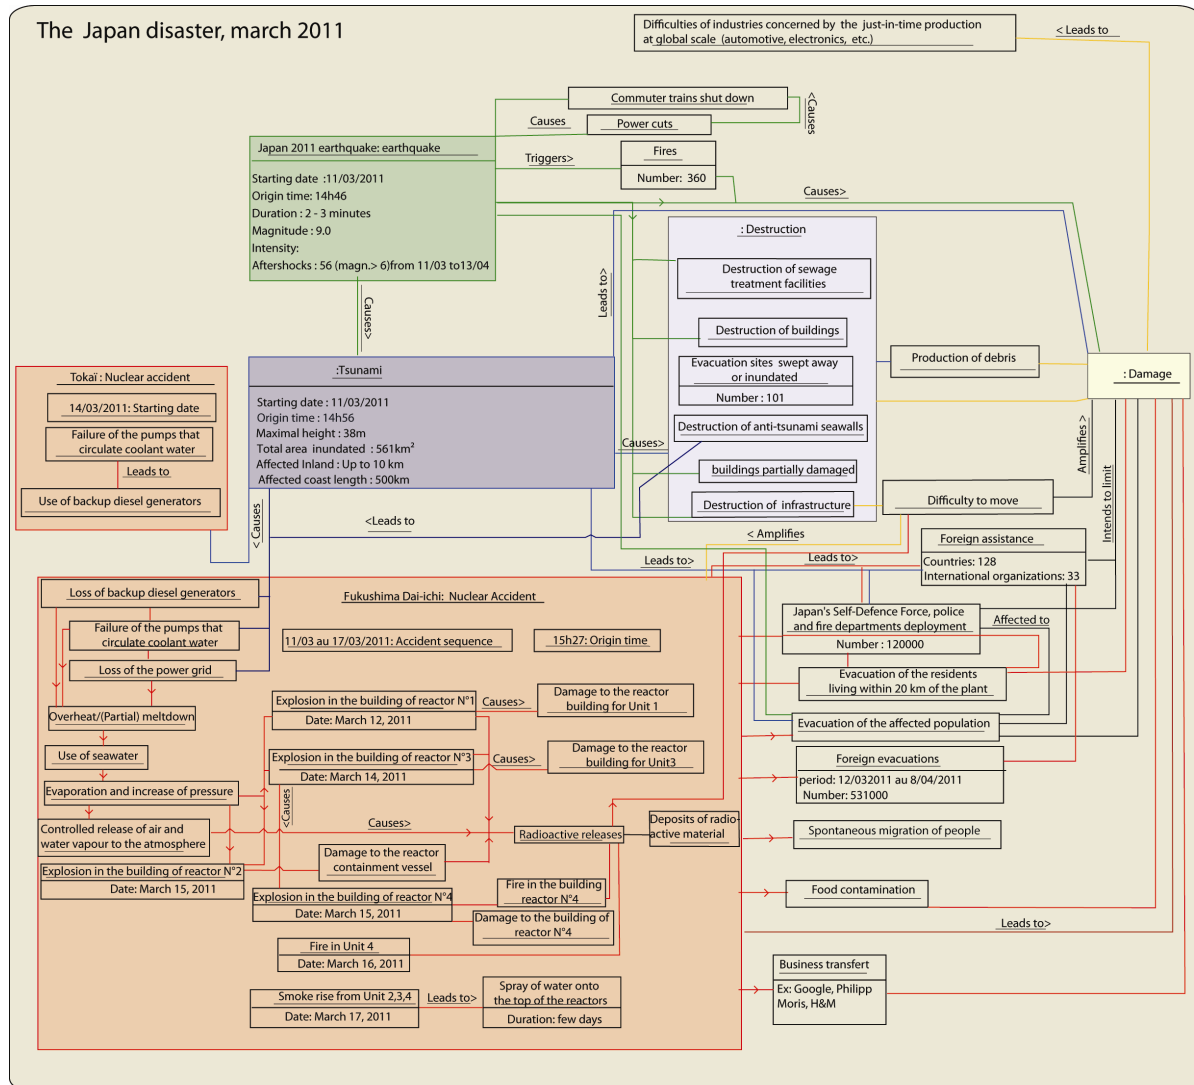 The Japan disaster, march 2011
Difficulties of industries concerned by the just-in-time production
at global scale (automotive, electronics, etc.)
< Leads to
Commuter trains shut down
<Causes
Causes
Power cuts
Japan 2011 earthquake: earthquake
Starting date :11/03/2011
Origin time: 14h46
Duration : 2 - 3 minutes
Magnitude : 9.0
Intensity:
Aftershocks : 56 (magn.> 6)from 11/03 to13/04
Triggers>
Fires
Number: 360
Causes>
Causes>
Leads to>
: Destruction
Destruction of sewage
treatment facilities
Destruction of buildings
Evacuation sites swept away
or inundated
Number : 101
Destruction of anti-tsunami seawalls
buildings partially damaged
Destruction of infrastructure
Production of debris
: Damage
Tokaï : Nuclear accident
14/03/2011: Starting date
Failure of the pumps that
circulate coolant water
Leads to
Use of backup diesel generators
:Tsunami
Starting date : 11/03/2011
Origin time : 14h56
Maximal height : 38m
Total area inundated : 561km²
Affected Inland : Up to 10 km
Affected coast length : 500km
Causes>
Amplifies >
Intends to limit
Difficulty to move
< Causes
<Leads to
< Amplifies
Leads to>
Leads to>
Foreign assistance
Countries: 128
International organizations: 33
Japan's Self-Defence Force, police
and fire departments deployment
Number : 120000
Affected to
Evacuation of the residents
living within 20 km of the plant
Evacuation of the affected population
Foreign evacuations
period: 12/032011 au 8/04/2011
Number: 531000
Spontaneous migration of people
Food contamination
Leads to>
Business transfert
Ex: Google, Philipp
Moris, H&M
Loss of backup diesel generators
Fukushima Dai-ichi: Nuclear Accident
Failure of the pumps that
circulate coolant water
11/03 au 17/03/2011: Accident sequence
15h27: Origin time
Loss of the power grid
Overheat/(Partial) meltdown
Use of seawater
Evaporation and increase of pressure
Controlled release of air and
water vapour to the atmosphere
Explosion in the building of reactor N°2
Date: March 15, 2011
Explosion in the building of reactor N°1
Date: March 12, 2011
Causes>
Damage to the reactor
building for Unit 1
Explosion in the building of reactor N°3
Date: March 14, 2011
Causes>
Damage to the reactor
building for Unit3
<Causes
Causes>
Radioactive releases
Deposits of radio-
active material
Damage to the reactor
containment vessel
Explosion in the building of reactor N°4
Date: March 15, 2011
Fire in the building
reactor N°4
Damage to the building of
reactor N°4
Fire in Unit 4
Date: March 16, 2011
Smoke rise from Unit 2,3,4
Date: March 17, 2011
Leads to>
Spray of water onto
the top of the reactors
Duration: few days